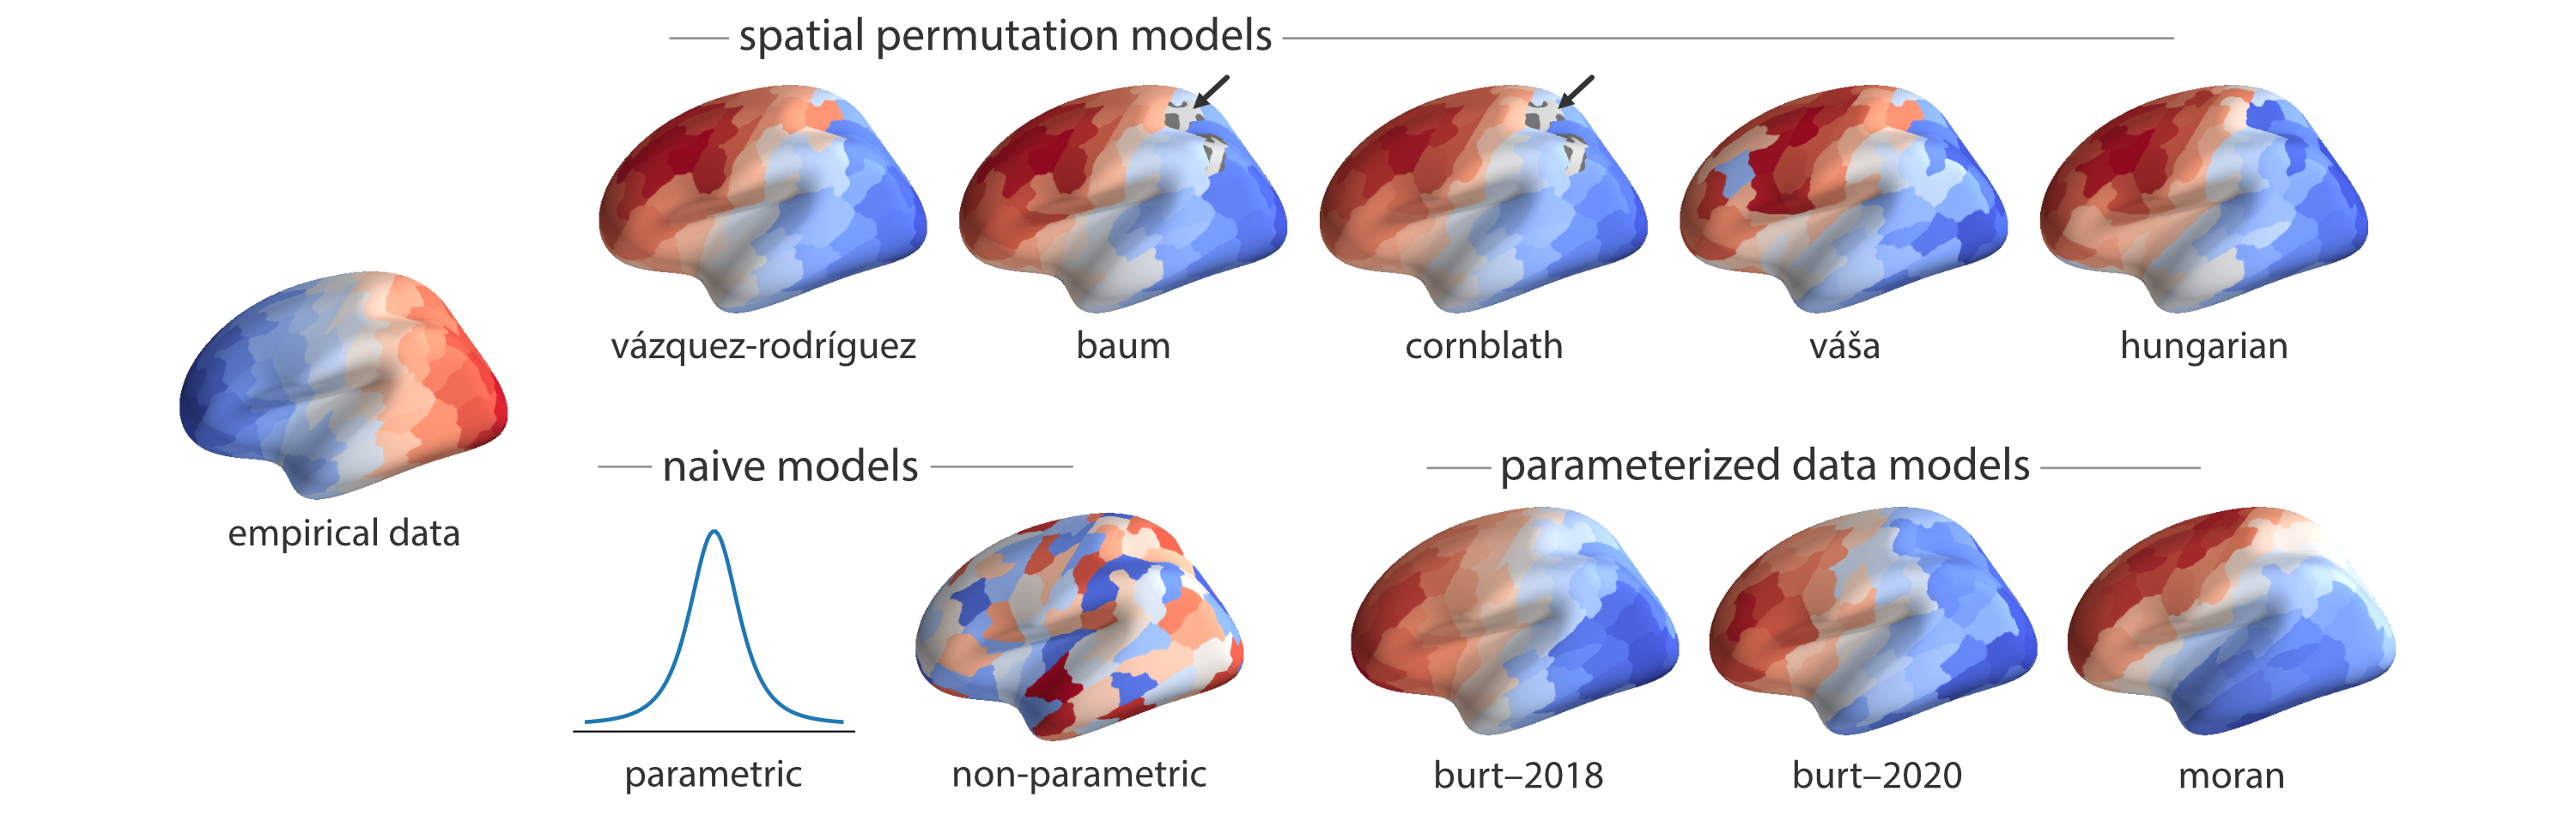 spatial permutation models
vázquez-rodríguez
baum
cornblath
váša
hungarian
empirical data
naive models
parametric
non-parametric
parameterized data models
burt–2018
burt–2020
moran